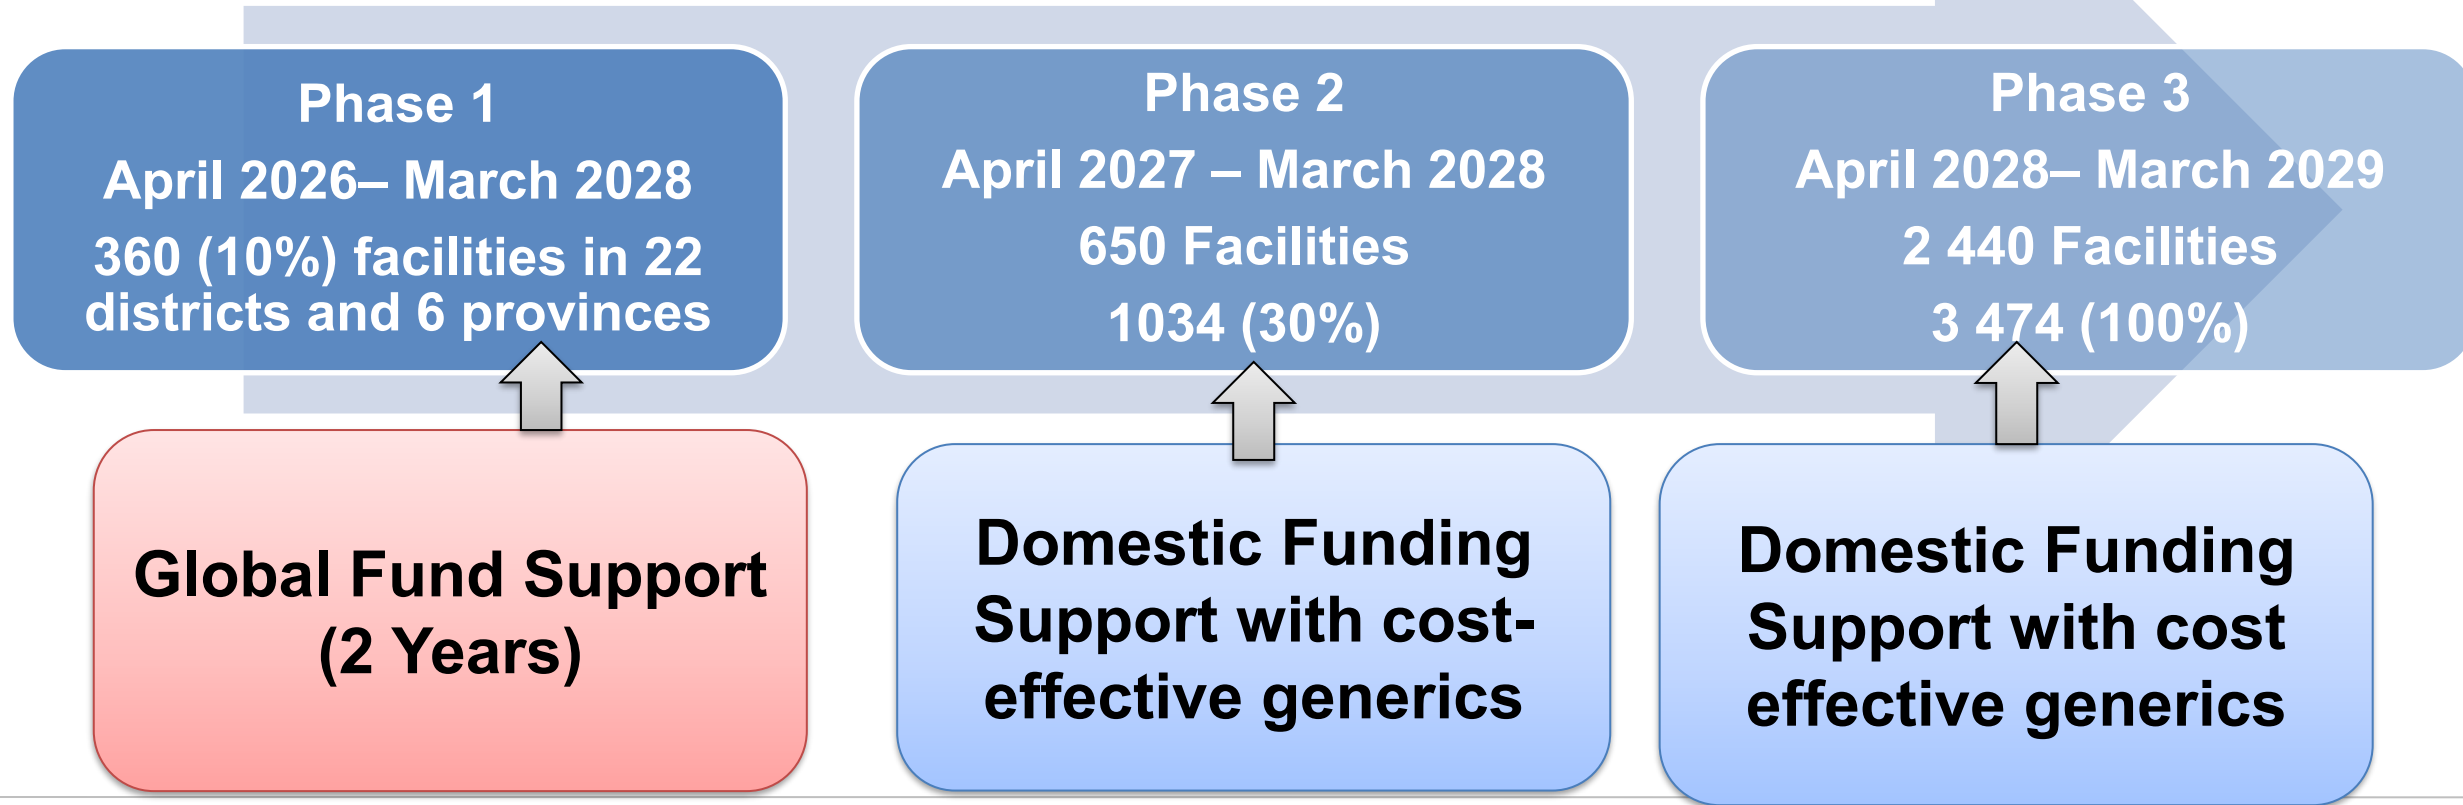 Phase 1
April 2026– March 2028
360 (10%) facilities in 22
districts and 6 provinces
Phase 2
April 2027 – March 2028
650 Facilities
1034 (30%)
Phase 3
April 2028– March 2029
2 440 Facilities
3 474 (100%)
Global Fund Support
(2 Years)
Domestic Funding
Support with cost-
effective generics
Domestic Funding
Support with cost
effective generics